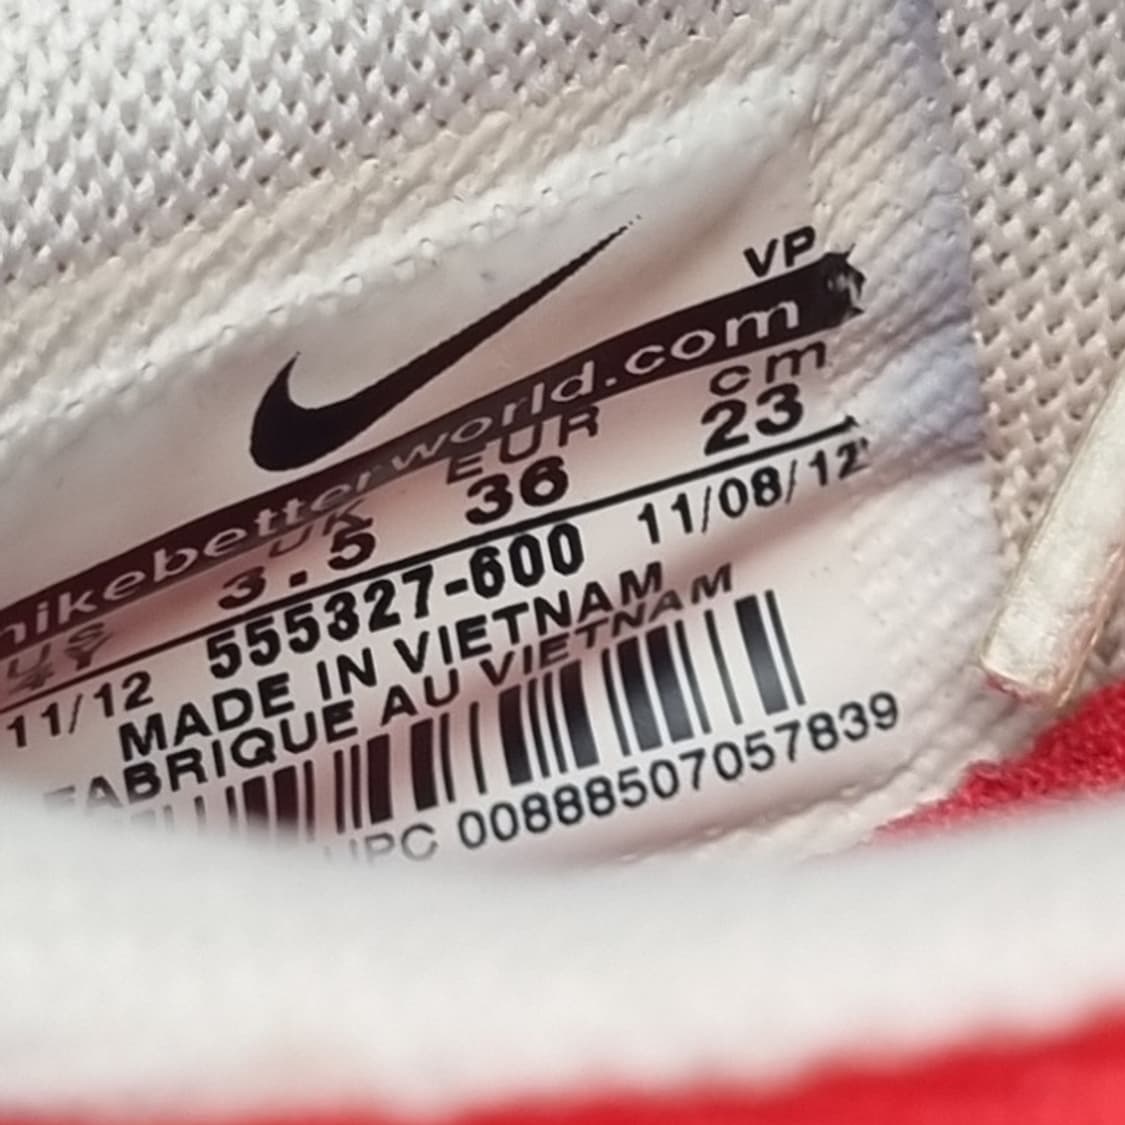 VP
nikebetterworld.com
US UK EUR cm
4Y 3.5 36 23
11/12 555327-600 11/08/12
MADE IN VIETNAM
FABRIQUE AU VIETNAM
UPC 00888507057839